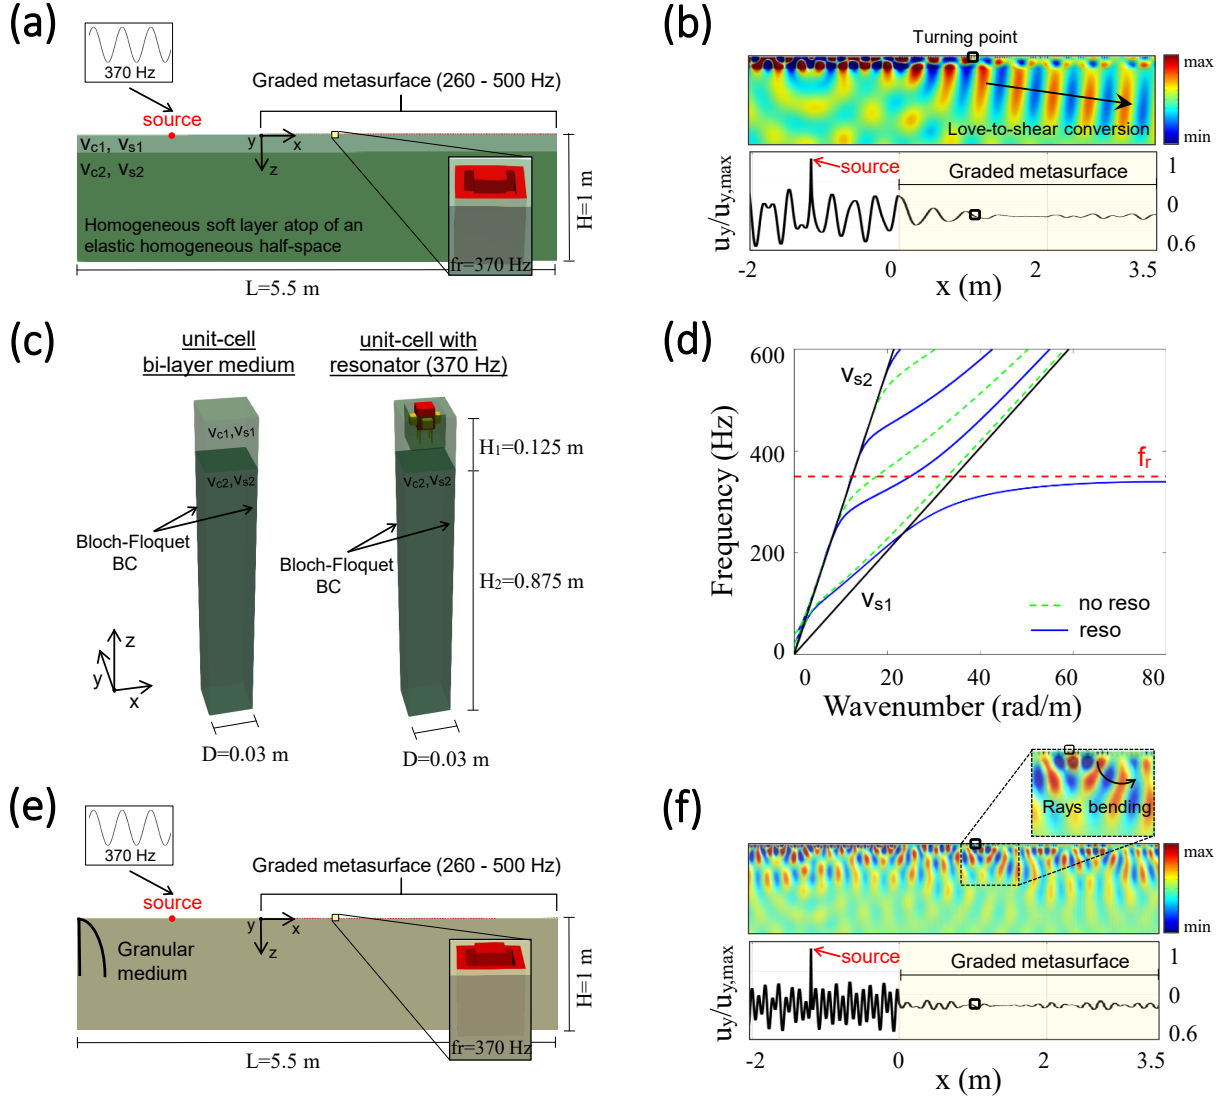 (a)
370 Hz
Graded metasurface (260 - 500 Hz)
source
vc1, vs1
vc2, vs2
y
x
z
Homogeneous soft layer atop of an
elastic homogeneous half-space
fr=370 Hz
H=1 m
L=5.5 m
(b)
Turning point
max
min
Love-to-shear conversion
source
Graded metasurface
uy/uy,max
1
0
0.6
-2
0
2
3.5
x (m)
(c)
unit-cell
bi-layer medium
unit-cell with
resonator (370 Hz)
vc1,vs1
vc2,vs2
vc2,vs2
H1=0.125 m
Bloch-Floquet
BC
Bloch-Floquet
BC
H2=0.875 m
z
y
x
D=0.03 m
D=0.03 m
(d)
600
400
200
0
Frequency (Hz)
vs2
fr
vs1
no reso
reso
0
20
40
60
80
Wavenumber (rad/m)
(e)
370 Hz
Graded metasurface (260 - 500 Hz)
source
y
x
z
Granular
medium
fr=370 Hz
H=1 m
L=5.5 m
(f)
Rays bending
max
min
source
Graded metasurface
uy/uy,max
1
0
0.6
-2
0
2
3.5
x (m)